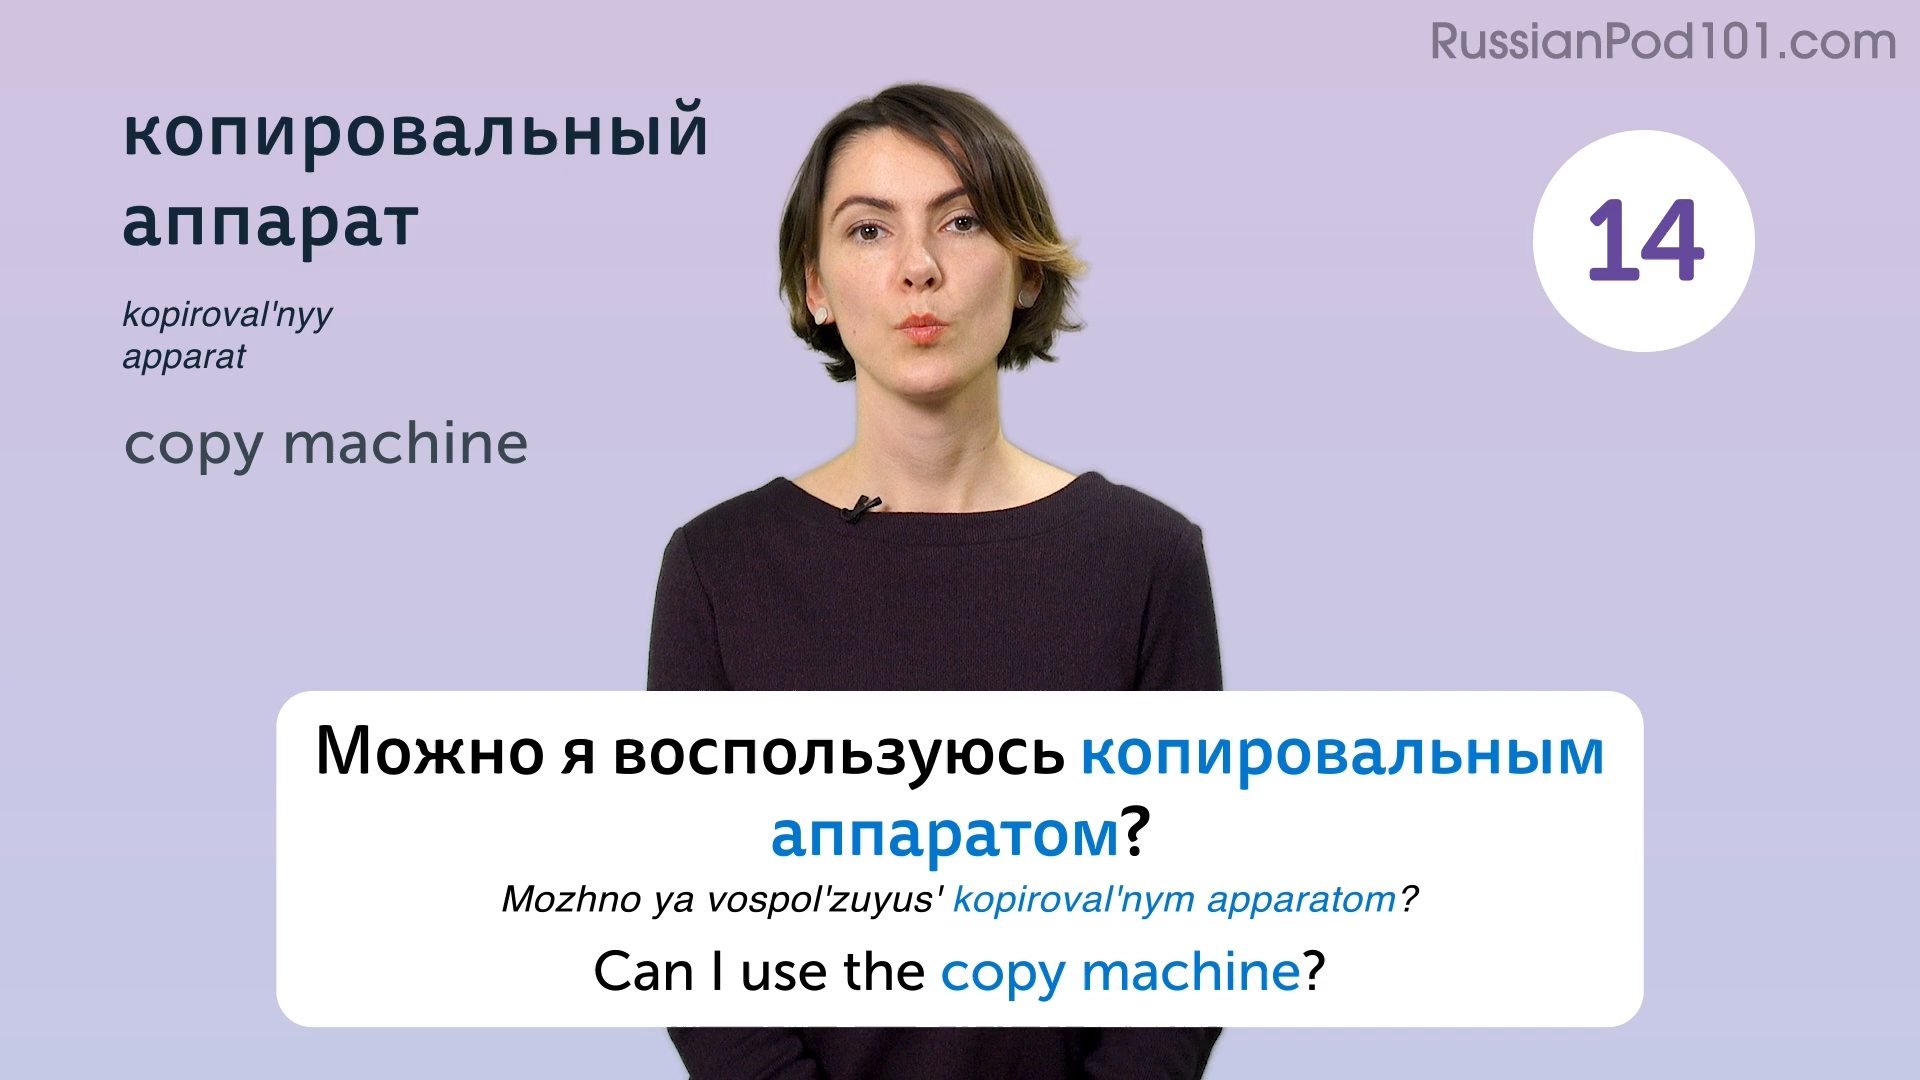 RussianPod101.com
копировальный
аппарат
kopiroval'nyy
apparat
copy machine
14
Можно я воспользуюсь копировальным
аппаратом?
Mozhno ya vospol'zuyus' kopiroval'nym apparatom?
Can I use the copy machine?